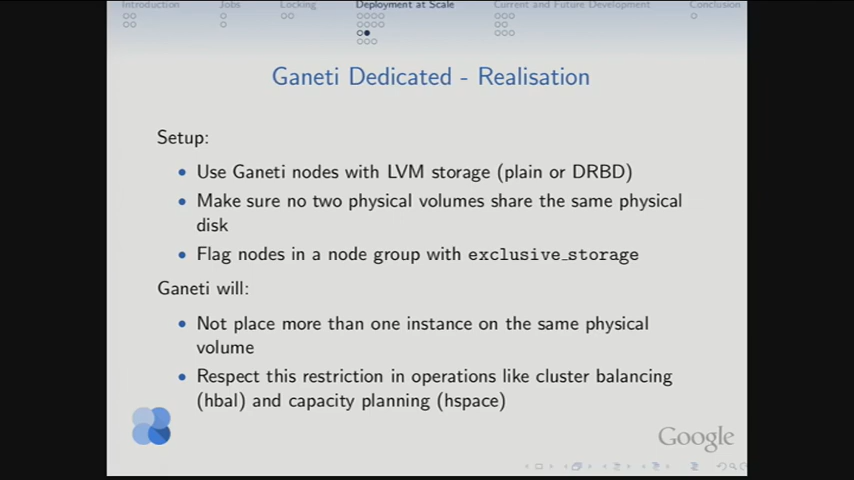 Introduction Jobs Locking Deployment at Scale Current and Future Development Conclusion
Ganeti Dedicated - Realisation
Setup:
Use Ganeti nodes with LVM storage (plain or DRBD)
Make sure no two physical volumes share the same physical
disk
Flag nodes in a node group with exclusive_storage
Ganeti will:
Not place more than one instance on the same physical
volume
Respect this restriction in operations like cluster balancing
(hbal) and capacity planning (hspace)
Google